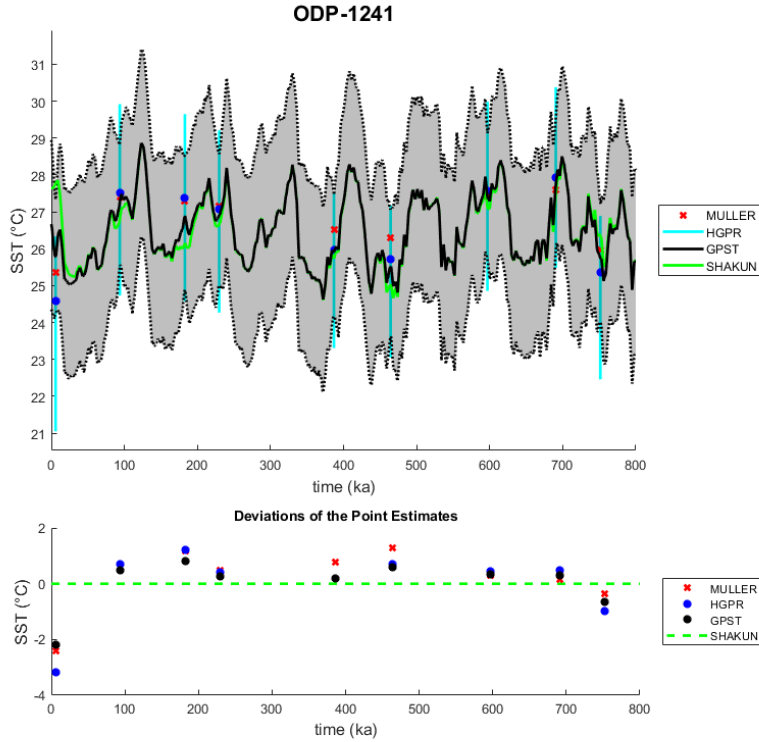 ODP-1241
SST (°C)
31
30
29
28
27
26
25
24
23
22
21
0 100 200 300 400 500 600 700 800
time (ka)
MULLER
HGPR
GPST
SHAKUN
Deviations of the Point Estimates
SST (°C)
2
0
-2
-4
0 100 200 300 400 500 600 700 800
time (ka)
MULLER
HGPR
GPST
SHAKUN